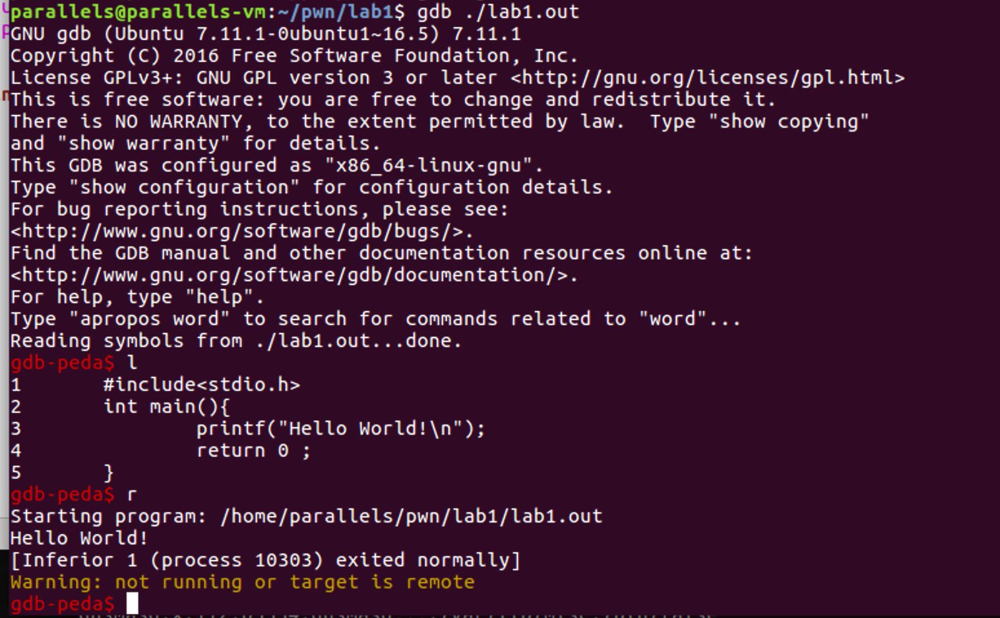 parallels@parallels-vm:~/pwn/lab1$ gdb ./lab1.out
GNU gdb (Ubuntu 7.11.1-0ubuntu1~16.5) 7.11.1
Copyright (C) 2016 Free Software Foundation, Inc.
License GPLv3+: GNU GPL version 3 or later <http://gnu.org/licenses/gpl.html>
This is free software: you are free to change and redistribute it.
There is NO WARRANTY, to the extent permitted by law.  Type "show copying"
and "show warranty" for details.
This GDB was configured as "x86_64-linux-gnu".
Type "show configuration" for configuration details.
For bug reporting instructions, please see:
<http://www.gnu.org/software/gdb/bugs/>.
Find the GDB manual and other documentation resources online at:
<http://www.gnu.org/software/gdb/documentation/>.
For help, type "help".
Type "apropos word" to search for commands related to "word"...
Reading symbols from ./lab1.out...done.
gdb-peda$ l
1       #include<stdio.h>
2       int main(){
3               printf("Hello World!\n");
4               return 0 ;
5       }
gdb-peda$ r
Starting program: /home/parallels/pwn/lab1/lab1.out
Hello World!
[Inferior 1 (process 10303) exited normally]
Warning: not running or target is remote
gdb-peda$